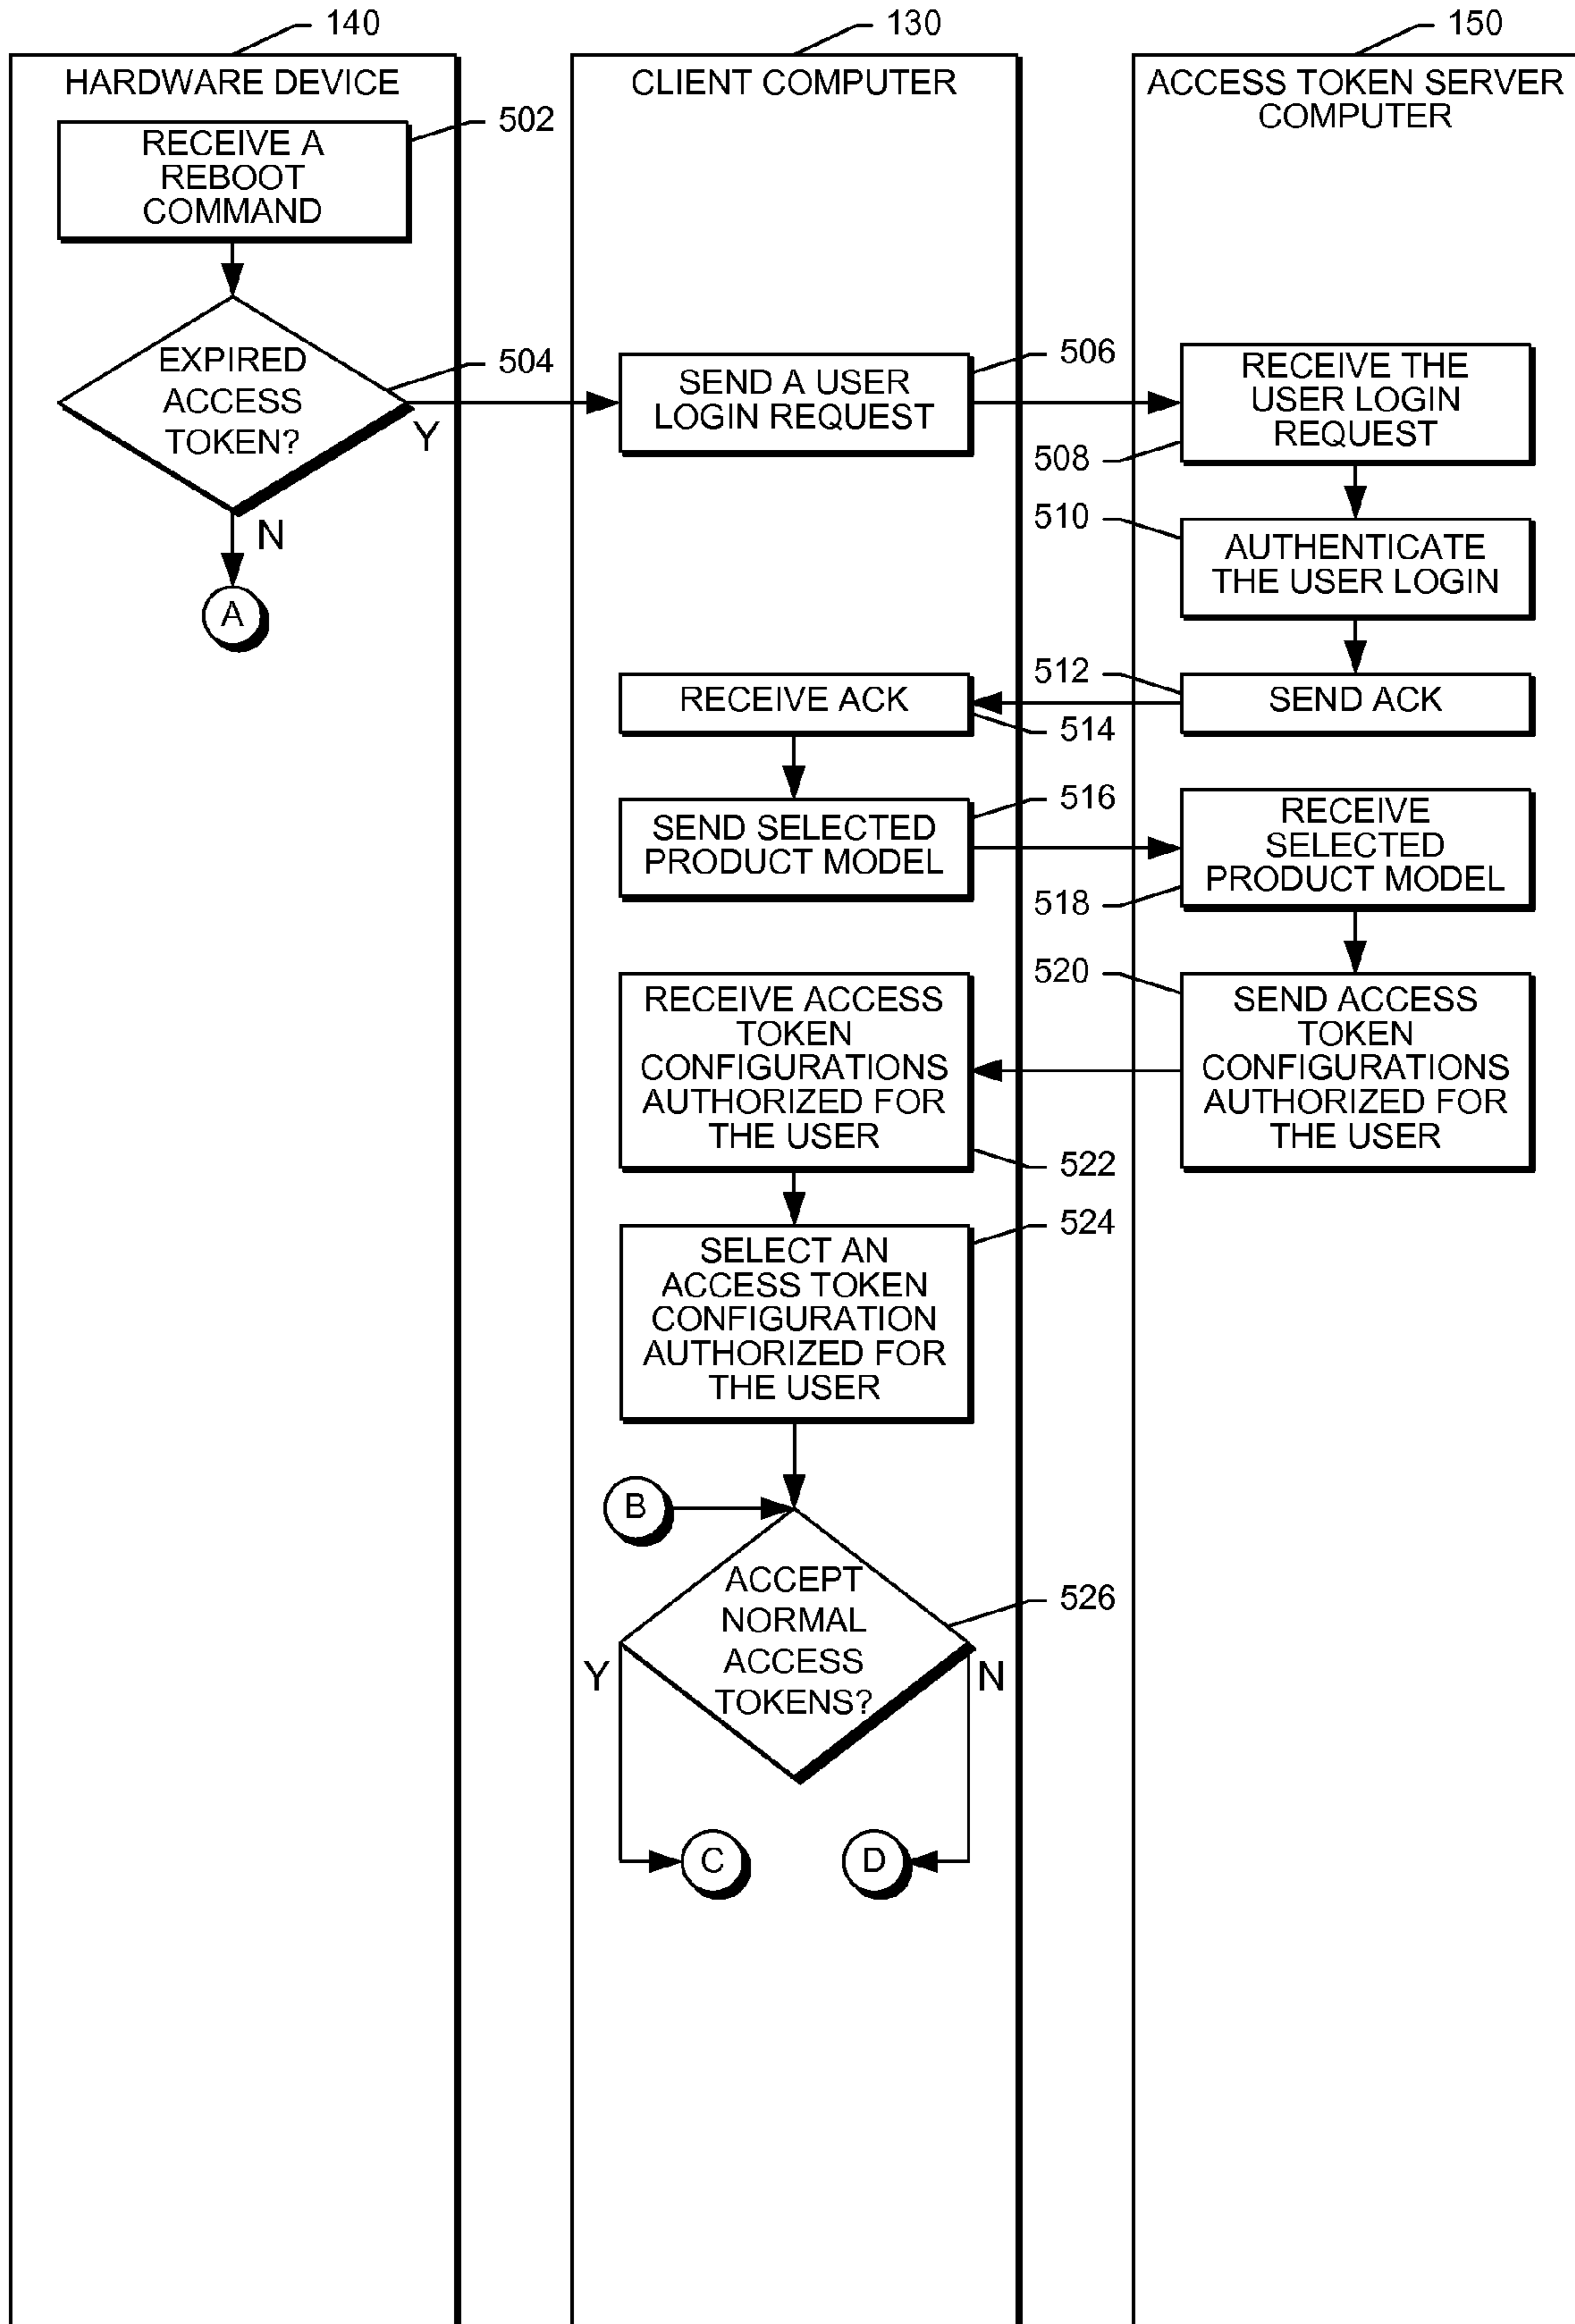 140
130
150
HARDWARE DEVICE
CLIENT COMPUTER
ACCESS TOKEN SERVER
COMPUTER
RECEIVE A
REBOOT
COMMAND
502
EXPIRED
ACCESS
TOKEN?
504
Y
N
A
SEND A USER
LOGIN REQUEST
506
RECEIVE THE
USER LOGIN
REQUEST
508
510
AUTHENTICATE
THE USER LOGIN
512
SEND ACK
RECEIVE ACK
514
SEND SELECTED
PRODUCT MODEL
516
RECEIVE
SELECTED
PRODUCT MODEL
518
520
SEND ACCESS
TOKEN
CONFIGURATIONS
AUTHORIZED FOR
THE USER
RECEIVE ACCESS
TOKEN
CONFIGURATIONS
AUTHORIZED FOR
THE USER
522
SELECT AN
ACCESS TOKEN
CONFIGURATION
AUTHORIZED FOR
THE USER
524
B
ACCEPT
NORMAL
ACCESS
TOKENS?
526
Y
N
C
D